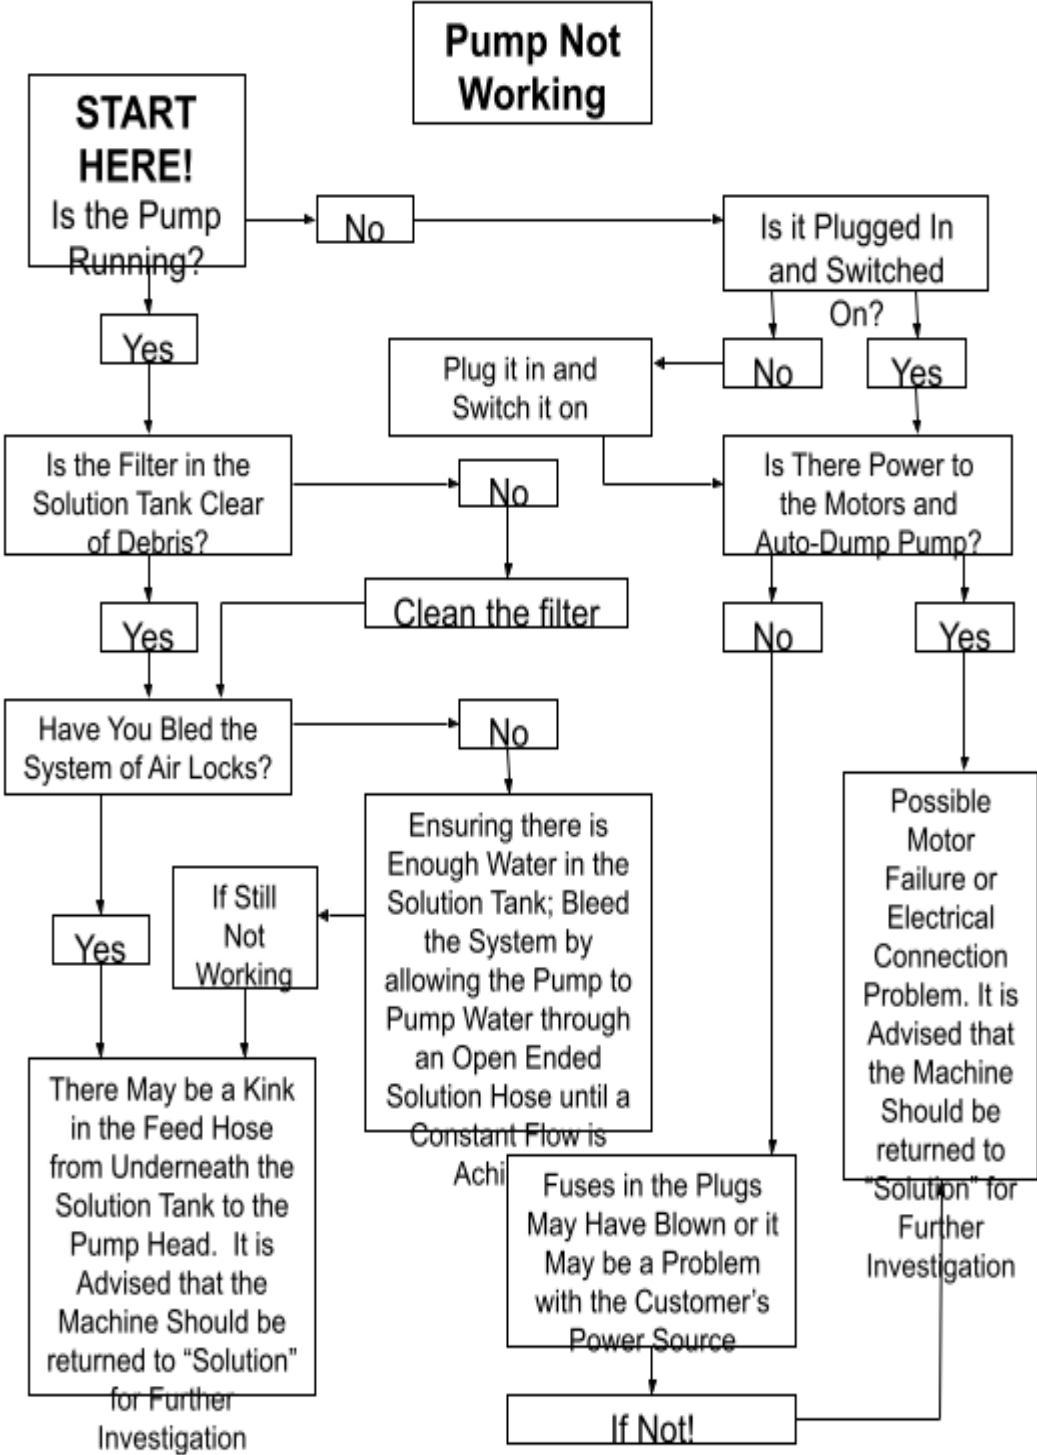 Pump Not
Working
START
HERE!
Is the Pump
Running?
No
Is it Plugged In
and Switched
On?
Yes
Plug it in and
Switch it on
No
Yes
Is the Filter in the
Solution Tank Clear
of Debris?
No
Is There Power to
the Motors and
Auto-Dump Pump?
Clean the filter
Yes
No
Yes
Have You Bled the
System of Air Locks?
No
Ensuring there is
Enough Water in the
Solution Tank; Bleed
the System by
allowing the Pump to
Pump Water through
an Open Ended
Solution Hose until a
Constant Flow is
Achi
If Still
Not
Working
Yes
Possible
Motor
Failure or
Electrical
Connection
Problem. It is
Advised that
the Machine
Should be
returned to
"Solution" for
Further
Investigation
There May be a Kink
in the Feed Hose
from Underneath the
Solution Tank to the
Pump Head. It is
Advised that the
Machine Should be
returned to “Solution”
for Further
Investigation
Fuses in the Plugs
May Have Blown or it
May be a Problem
with the Customer’s
Power Source
If Not!